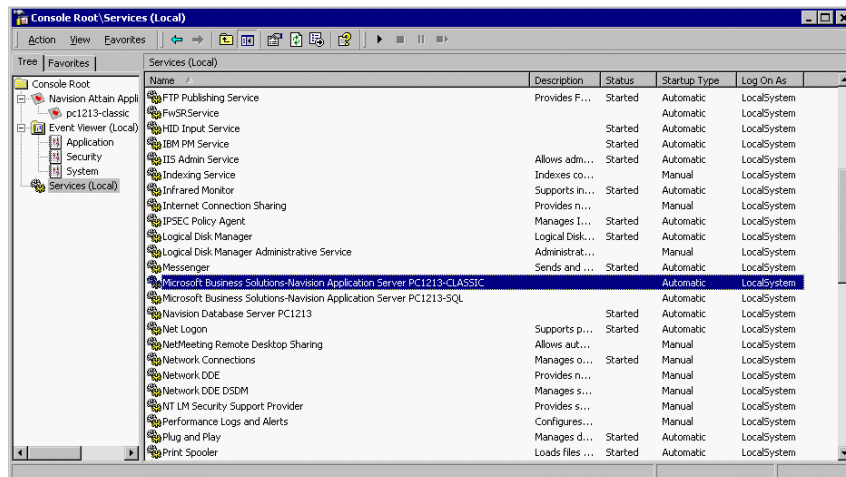 Console Root\Services (Local)
Action View Favorites
Tree Favorites Services (Local)
Console Root
Navision Attain Appli
pc1213-classic
Event Viewer (Local)
Application
Security
System
Services (Local)
Name Description Status Startup Type Log On As
FTP Publishing Service Provides F... Started Automatic LocalSystem
FwSRService Automatic LocalSystem
HID Input Service Started Automatic LocalSystem
IBM PM Service Started Automatic LocalSystem
IIS Admin Service Allows adm... Started Automatic LocalSystem
Indexing Service Indexes co... Manual LocalSystem
Infrared Monitor Supports in... Started Automatic LocalSystem
Internet Connection Sharing Provides n... Manual LocalSystem
IPSEC Policy Agent Manages I... Started Automatic LocalSystem
Logical Disk Manager Logical Disk... Started Automatic LocalSystem
Logical Disk Manager Administrative Service Administrat... Manual LocalSystem
Messenger Sends and ... Started Automatic LocalSystem
Microsoft Business Solutions-Navision Application Server PC1213-CLASSIC Automatic LocalSystem
Microsoft Business Solutions-Navision Application Server PC1213-SQL Automatic LocalSystem
Navision Database Server PC1213 Started Automatic LocalSystem
Net Logon Supports p... Started Automatic LocalSystem
NetMeeting Remote Desktop Sharing Allows aut... Manual LocalSystem
Network Connections Manages o... Started Manual LocalSystem
Network DDE Provides n... Manual LocalSystem
Network DDE DSDM Manages s... Manual LocalSystem
NT LM Security Support Provider Provides s... Manual LocalSystem
Performance Logs and Alerts Configures... Manual LocalSystem
Plug and Play Manages d... Started Automatic LocalSystem
Print Spooler Loads files ... Started Automatic LocalSystem